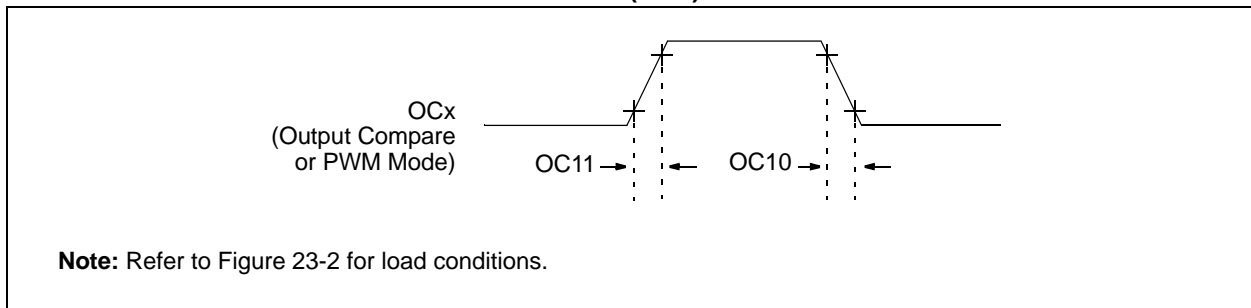 OCx
(Output Compare
or PWM Mode)
OC11
OC10
Note: Refer to Figure 23-2 for load conditions.